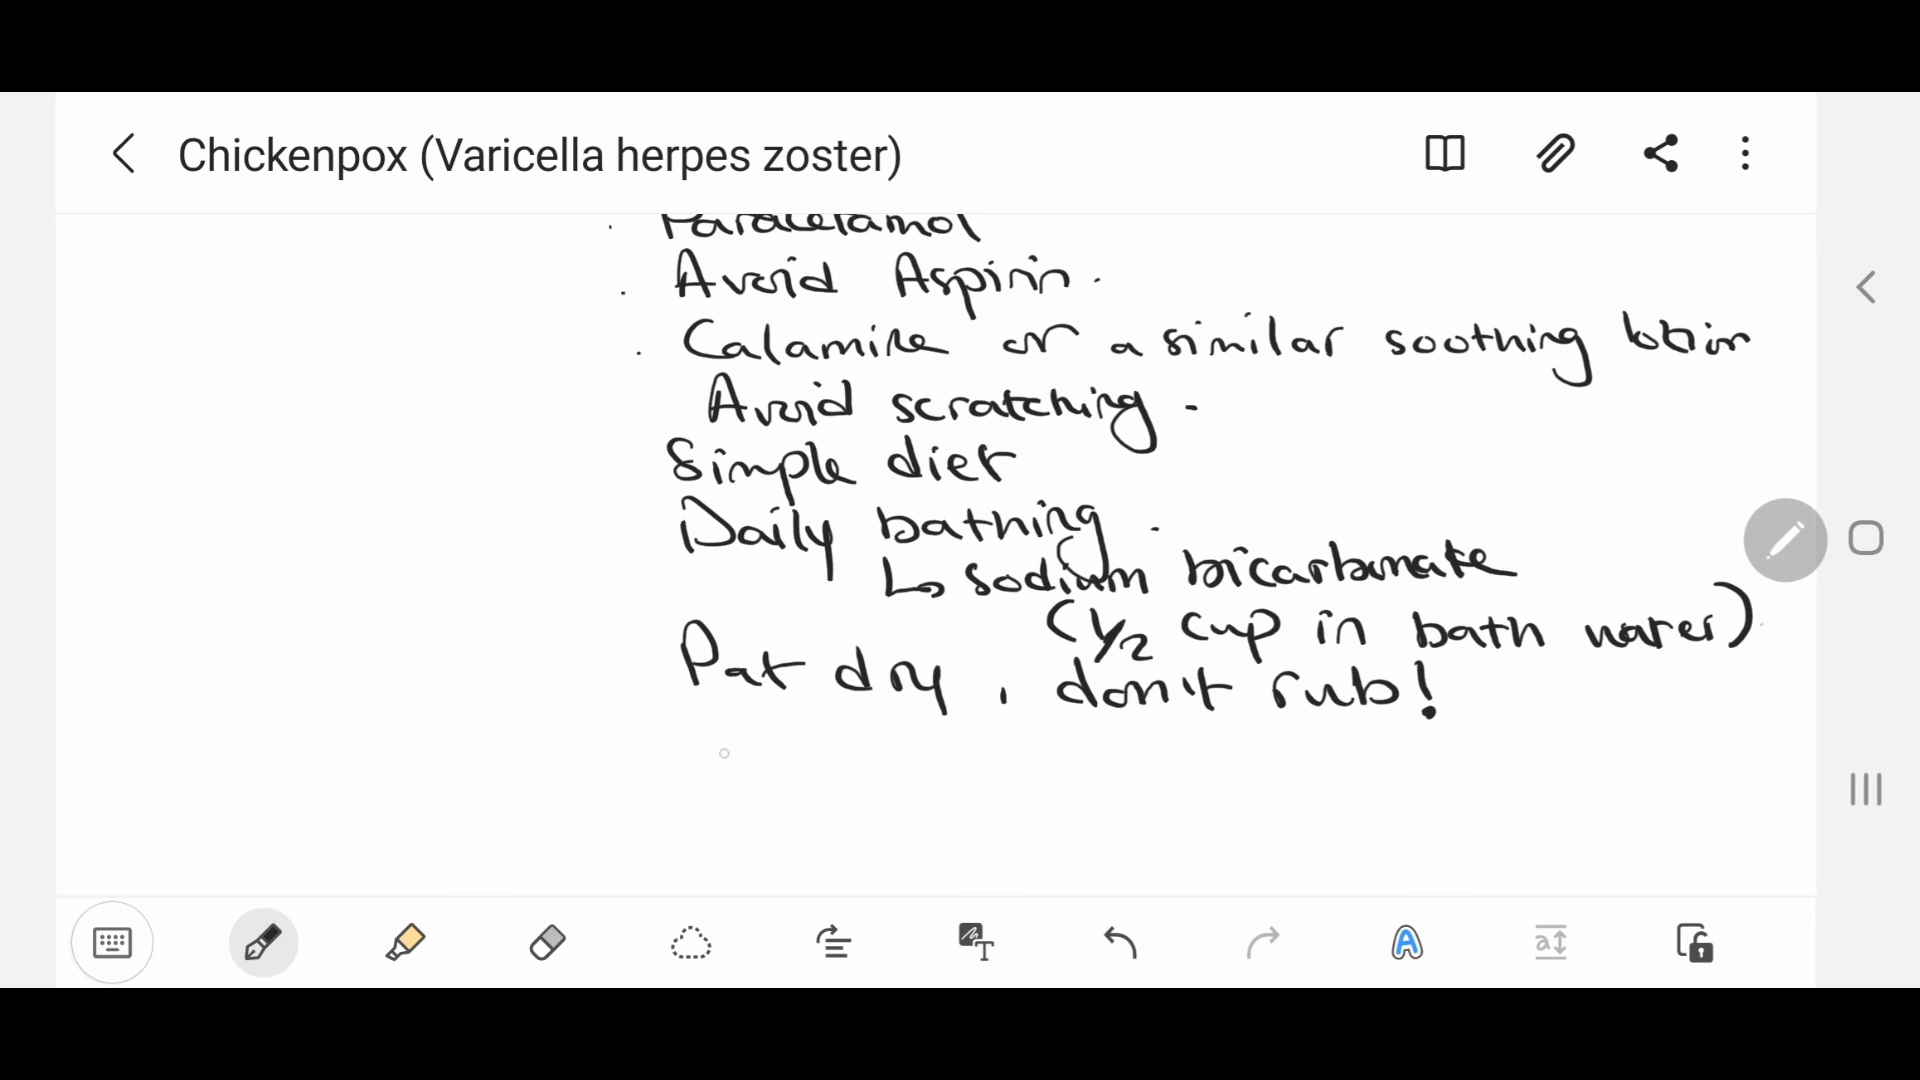 Chickenpox (Varicella herpes zoster)
· Paracetamol
· Avoid Aspirin.
· Calamine or a similar soothing lotion
Avoid scratching.
Simple diet
Daily bathing.
↳ sodium bicarbonate
(1/2 cup in bath water)
Pat dry, don't rub!